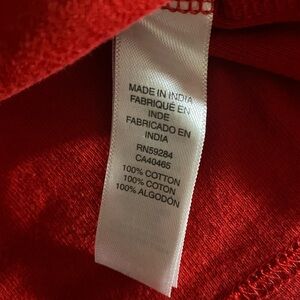 MADE IN INDIA
FABRIQUÉ EN
INDE
FABRICADO EN
INDIA
RN59284
CA40465
100% COTTON
100% COTON
100% ALGODÓN